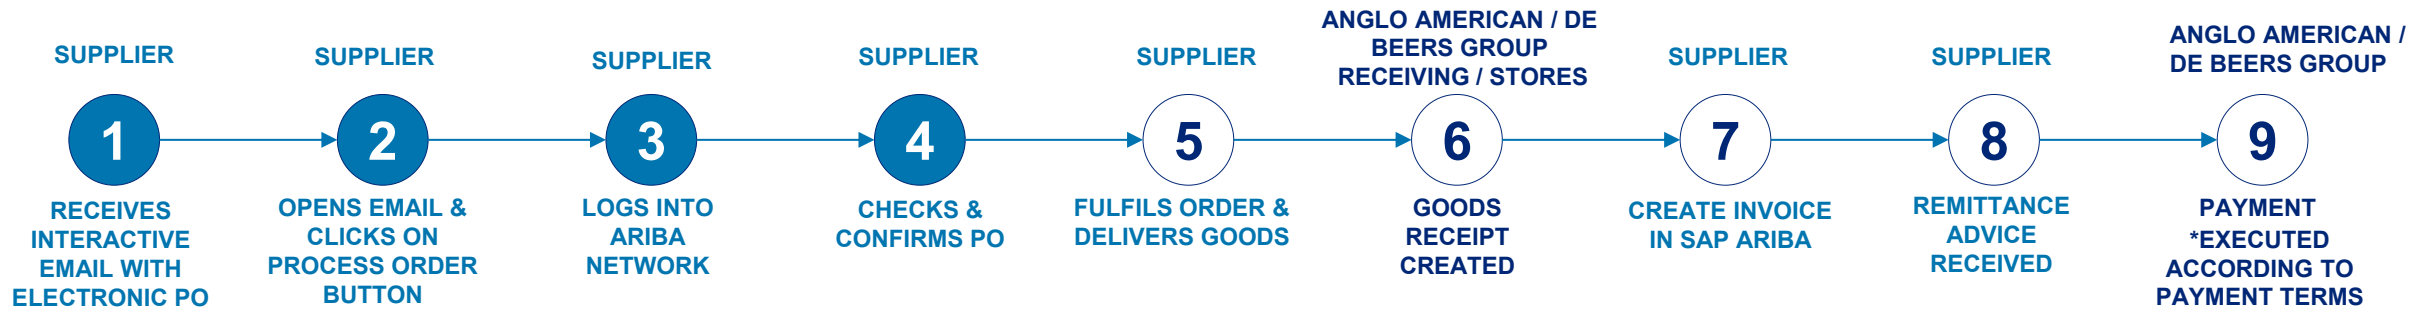 SUPPLIER
1
RECEIVES
INTERACTIVE
EMAIL WITH
ELECTRONIC PO
SUPPLIER
2
OPENS EMAIL &
CLICKS ON
PROCESS ORDER
BUTTON
SUPPLIER
3
LOGS INTO
ARIBA
NETWORK
SUPPLIER
4
CHECKS &
CONFIRMS PO
SUPPLIER
5
FULFILS ORDER &
DELIVERS GOODS
ANGLO AMERICAN / DE
BEERS GROUP
RECEIVING / STORES
6
GOODS
RECEIPT
CREATED
SUPPLIER
7
CREATE INVOICE
IN SAP ARIBA
SUPPLIER
8
REMITTANCE
ADVICE
RECEIVED
ANGLO AMERICAN /
DE BEERS GROUP
9
PAYMENT
*EXECUTED
ACCORDING TO
PAYMENT TERMS